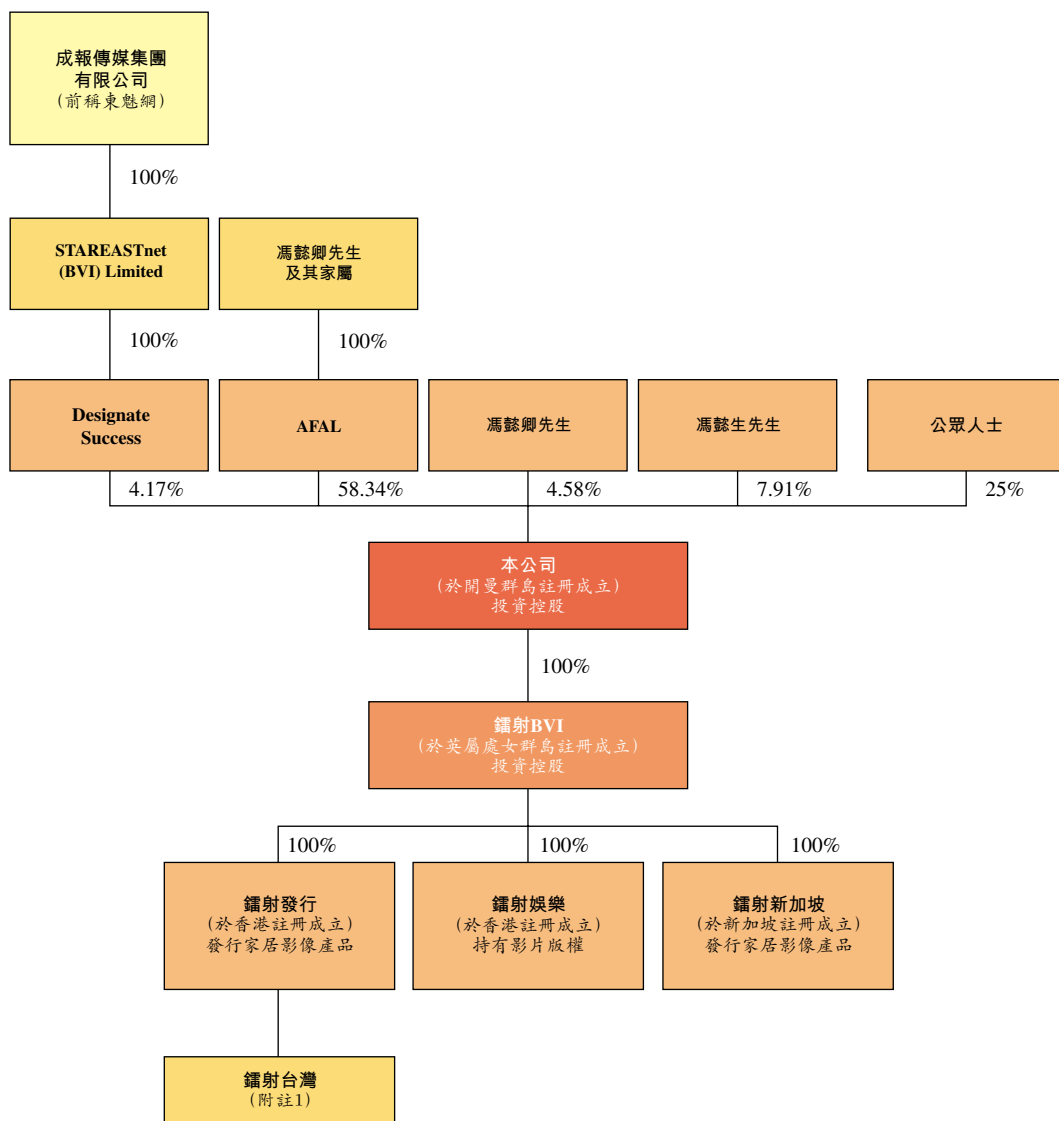 成報傳媒集團
有限公司
(前稱東魅網)
100%
STAREASTnet
(BVI) Limited
馮懿卿先生
及其家屬
100%
100%
Designate
Success
AFAL
馮懿卿先生
馮懿生先生
公眾人士
4.17%
58.34%
4.58%
7.91%
25%
本公司
(於開曼群島註冊成立)
投資控股
100%
鐳射BVI
(於英屬處女群島註冊成立)
投資控股
100%
100%
100%
鐳射發行
(於香港註冊成立)
發行家居影像產品
鐳射娛樂
(於香港註冊成立)
持有影片版權
鐳射新加坡
(於新加坡註冊成立)
發行家居影像產品
鐳射台灣
(附註1)